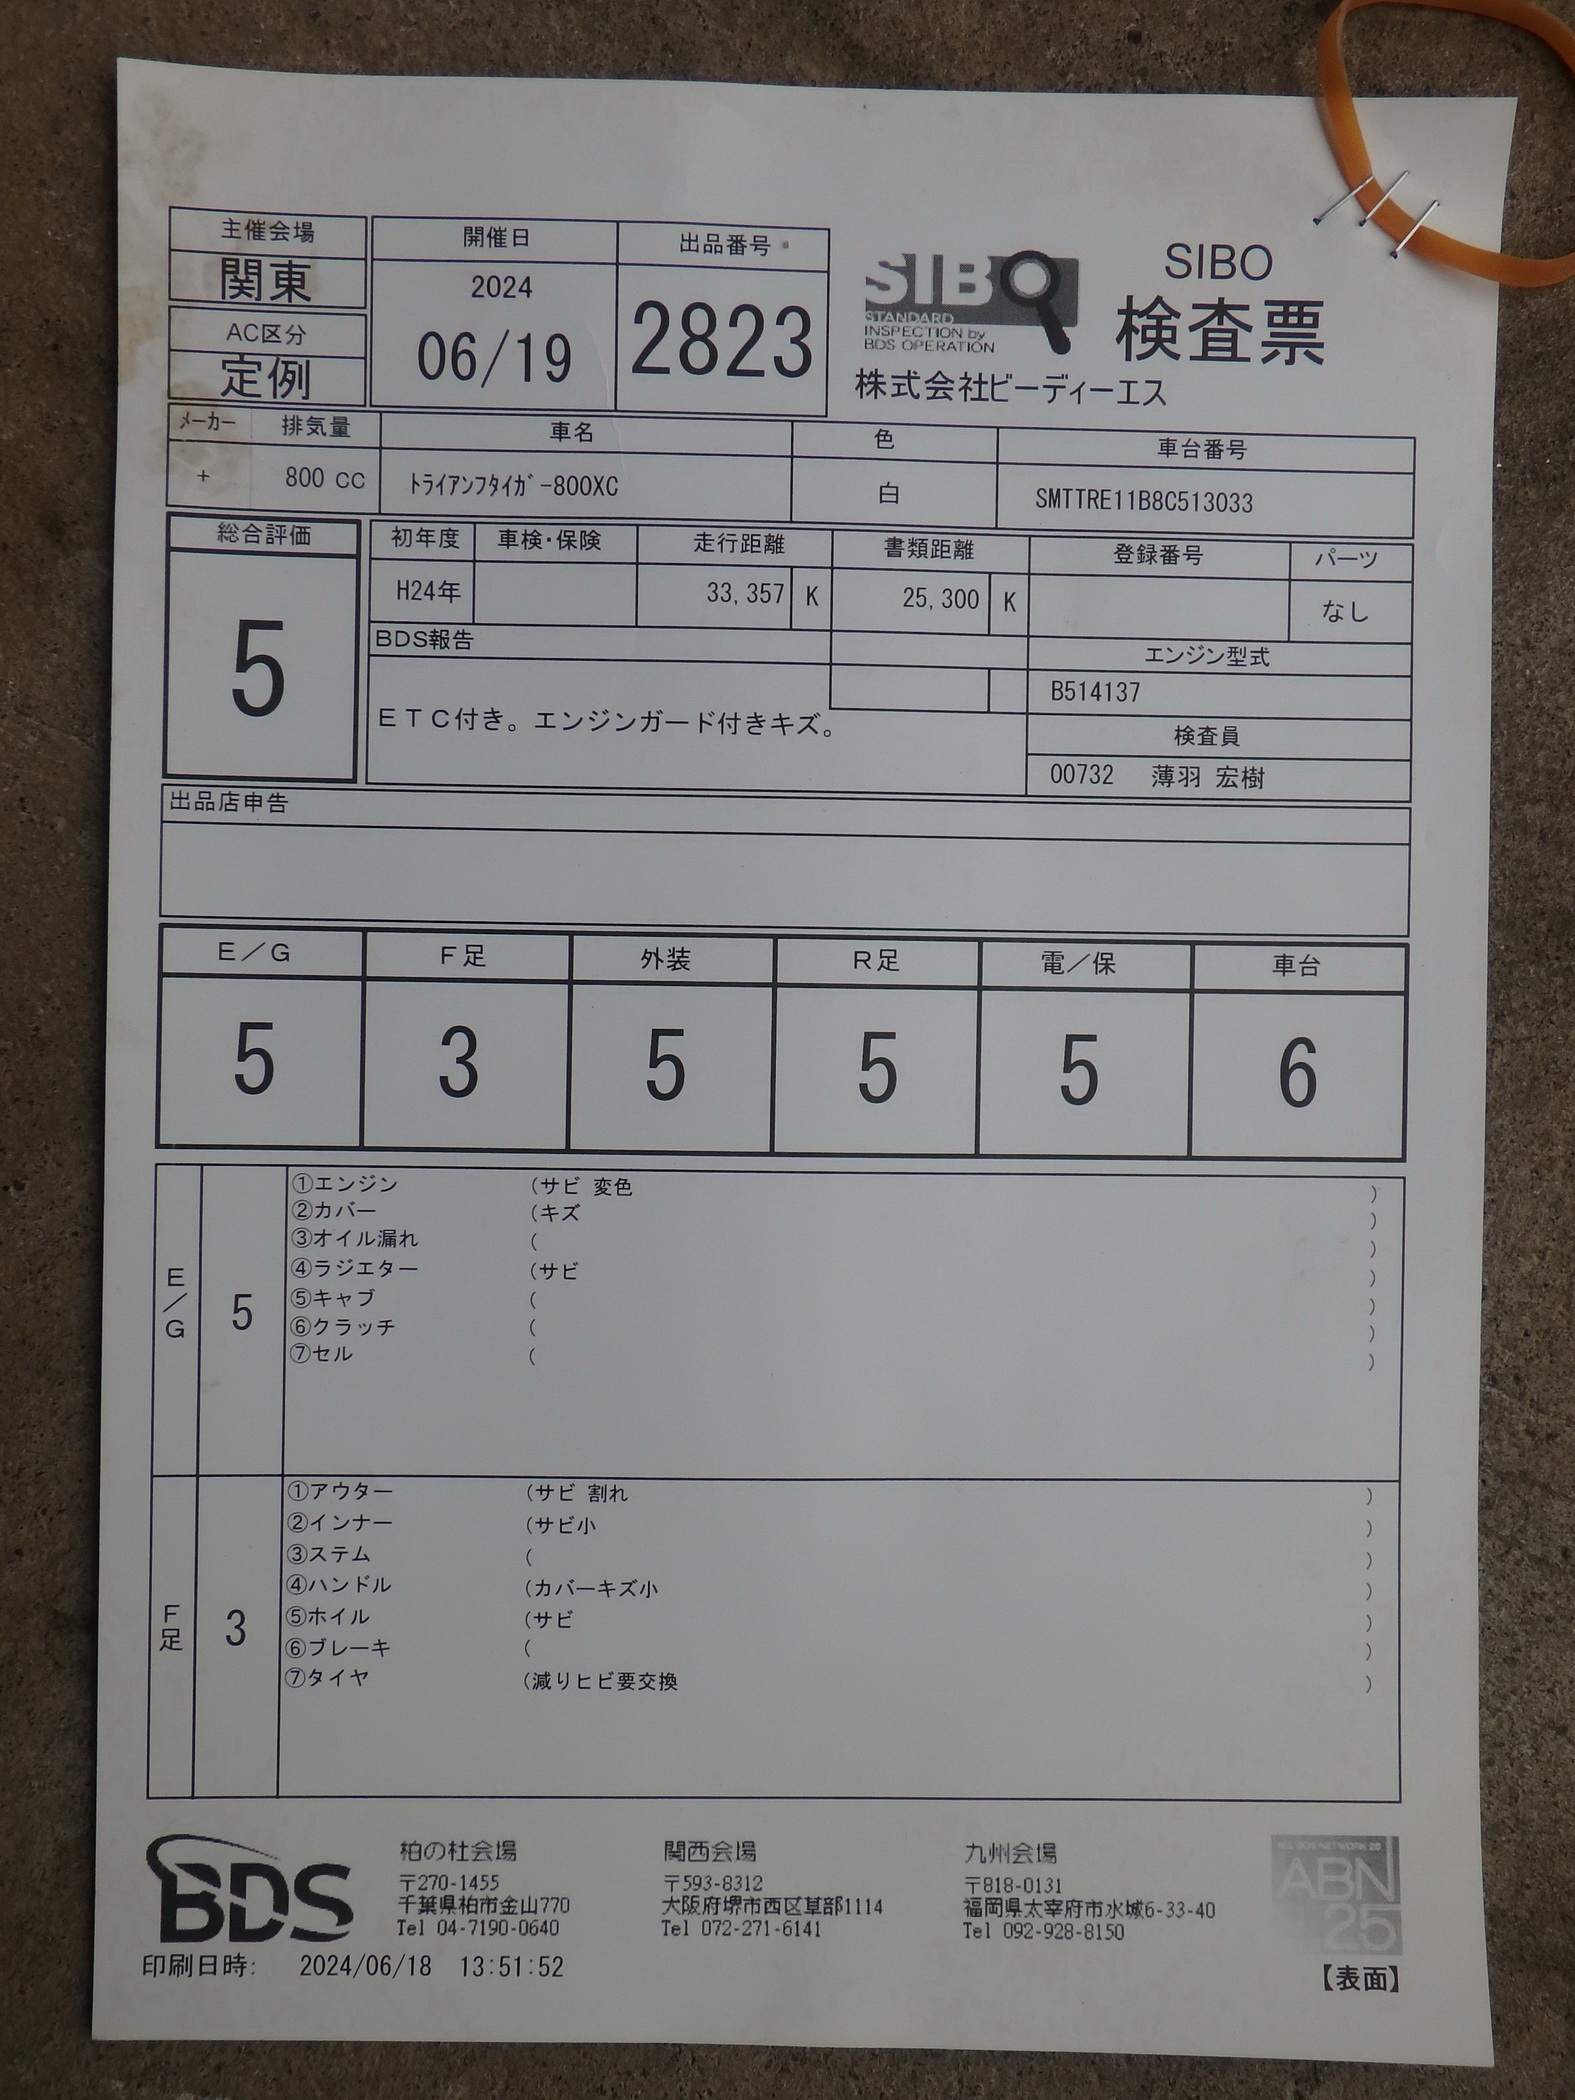 主催会場
関東
AC区分
定例
開催日
2024
06/19
出品番号
2823
SIBO
STANDARD
INSPECTION by
BDS OPERATION
SIBO
検査票
株式会社ビーディーエス
ﾒｰｶｰ 排気量 車名 色 車台番号
+ 800 CC ﾄﾗｲｱﾝﾌﾀｲｶﾞ-800XC 白 SMTTRE11B8C513033
総合評価
5
初年度 車検・保険 走行距離 書類距離 登録番号 パーツ
H24年 33,357 K 25,300 K なし
BDS報告
ETC付き。エンジンガード付きキズ。
エンジン型式
B514137
検査員
00732 薄羽 宏樹
出品店申告
E/G F足 外装 R足 電/保 車台
5 3 5 5 5 6
E/G
5
①エンジン (サビ 変色 )
②カバー (キズ )
③オイル漏れ ( )
④ラジエター (サビ )
⑤キャブ ( )
⑥クラッチ ( )
⑦セル ( )
F足
3
①アウター (サビ 割れ )
②インナー (サビ小 )
③ステム ( )
④ハンドル (カバーキズ小 )
⑤ホイル (サビ )
⑥ブレーキ ( )
⑦タイヤ (減りヒビ要交換 )
BDS
柏の杜会場
〒270-1455
千葉県柏市金山770
Tel 04-7190-0640
関西会場
〒593-8312
大阪府堺市西区草部1114
Tel 072-271-6141
九州会場
〒818-0131
福岡県太宰府市水城6-33-40
Tel 092-928-8150
ABN
25
印刷日時: 2024/06/18 13:51:52
【表面】